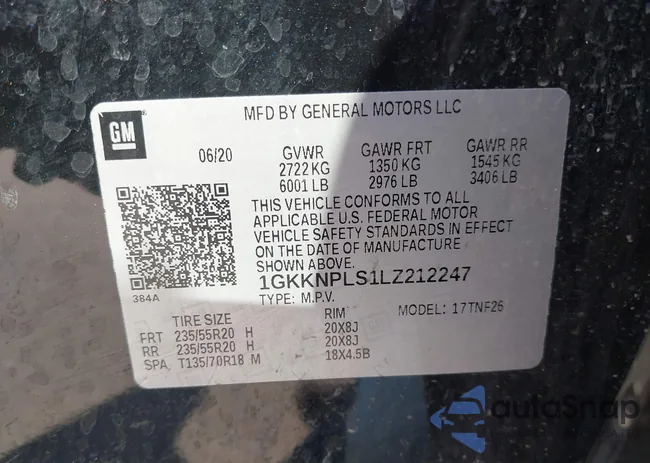 MFD BY GENERAL MOTORS LLC
GM
06/20 GVWR GAWR FRT GAWR RR
2722 KG 1350 KG 1545 KG
6001 LB 2976 LB 3406 LB
THIS VEHICLE CONFORMS TO ALL
APPLICABLE U.S. FEDERAL MOTOR
VEHICLE SAFETY STANDARDS IN EFFECT
ON THE DATE OF MANUFACTURE
SHOWN ABOVE.
1GKKNPLS1LZ212247
384A
TYPE: M.P.V. MODEL: 17TNF26
TIRE SIZE RIM
FRT 235/55R20 H 20X8J
RR 235/55R20 H 20X8J
SPA T135/70R18 M 18X4.5B
autoSnap